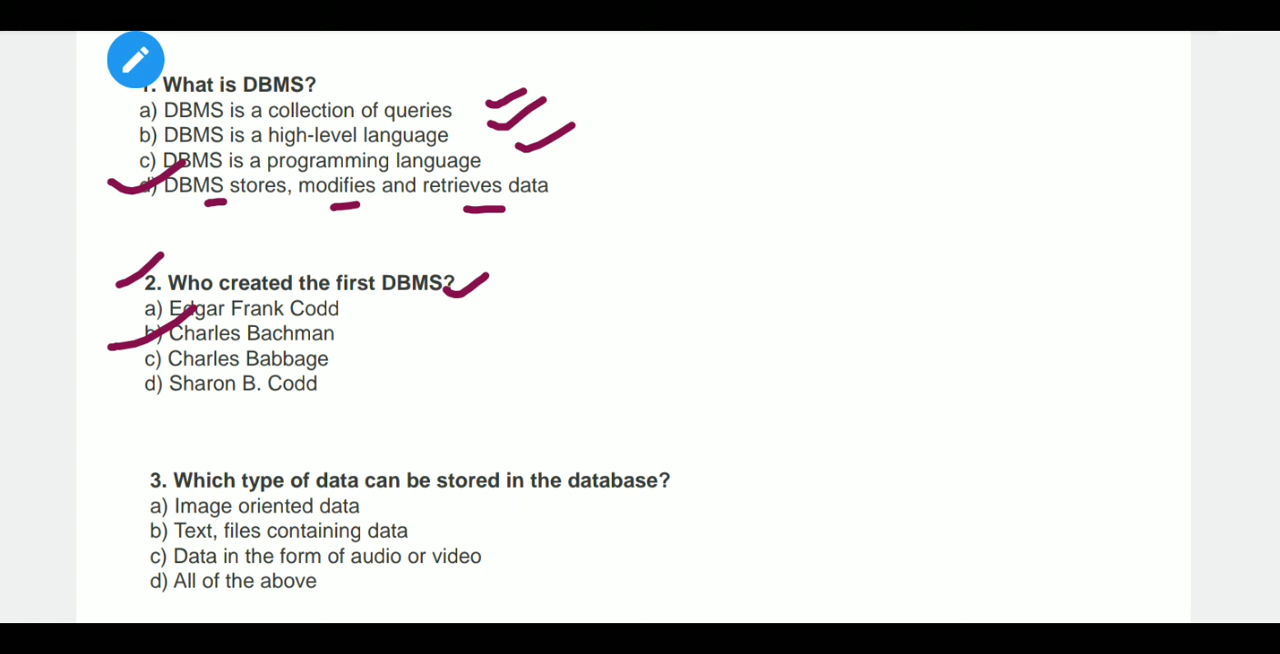 1. What is DBMS?
a) DBMS is a collection of queries
b) DBMS is a high-level language
c) DBMS is a programming language
d) DBMS stores, modifies and retrieves data
2. Who created the first DBMS?
a) Edgar Frank Codd
b) Charles Bachman
c) Charles Babbage
d) Sharon B. Codd
3. Which type of data can be stored in the database?
a) Image oriented data
b) Text, files containing data
c) Data in the form of audio or video
d) All of the above